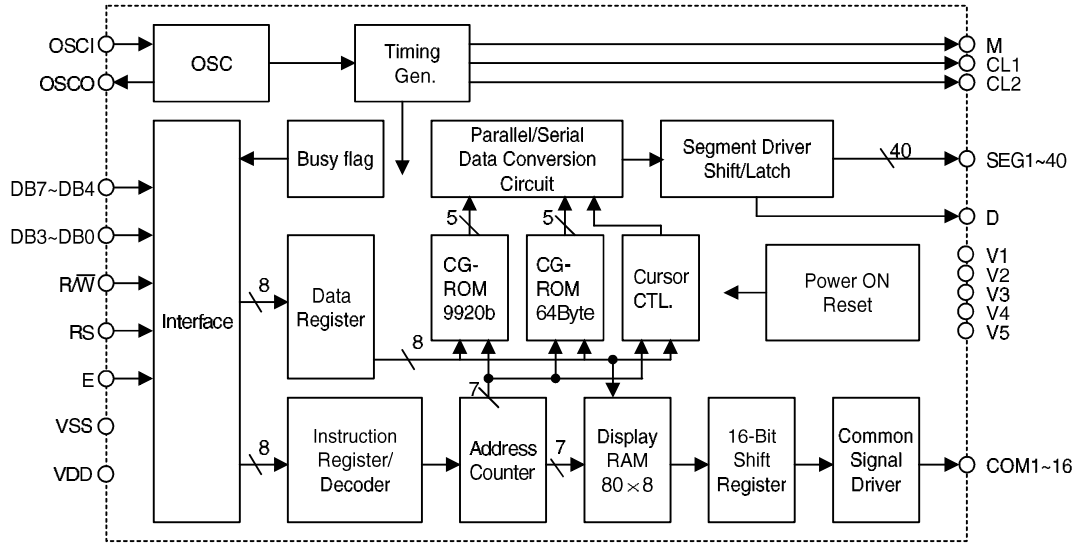 OSCI
OSCO
OSC
Timing
Gen.
M
CL1
CL2
Busy flag
Parallel/Serial
Data Conversion
Circuit
Segment Driver
Shift/Latch
40
SEG1~40
D
DB7~DB4
DB3~DB0
R/W̅
RS
E
VSS
VDD
Interface
8
Data
Register
5
CG-
ROM
9920b
5
CG-
ROM
64Byte
Cursor
CTL.
Power ON
Reset
V1
V2
V3
V4
V5
8
7
8
Instruction
Register/
Decoder
Address
Counter
7
Display
RAM
80×8
16-Bit
Shift
Register
Common
Signal
Driver
COM1~16